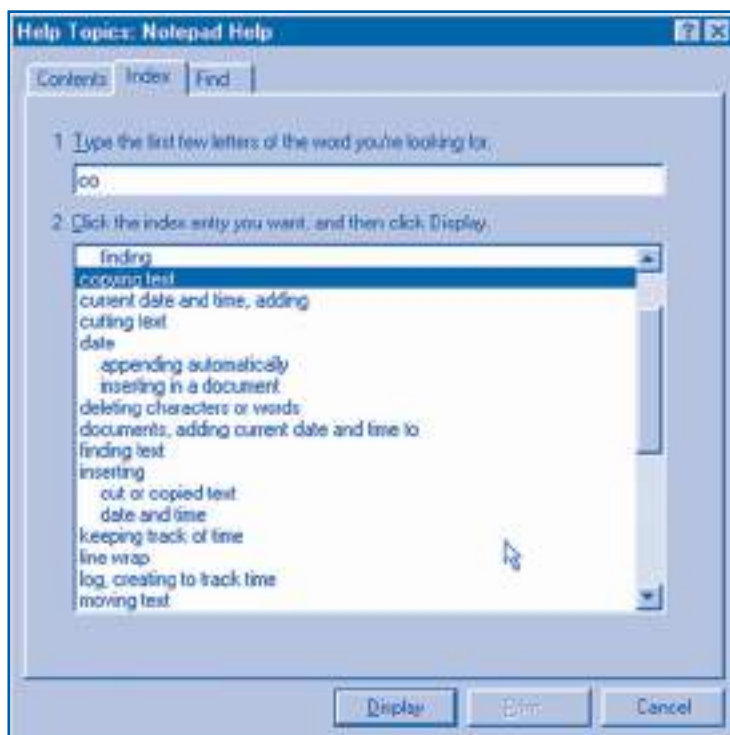 Help Topics: Notepad Help
Contents Index Find
1 Type the first few letters of the word you're looking for.
co
2 Click the index entry you want, and then click Display.
finding
copying text
current date and time, adding
cutting text
date
appending automatically
inserting in a document
deleting characters or words
documents, adding current date and time to
finding text
inserting
cut or copied text
date and time
keeping track of time
line wrap
log, creating to track time
moving text
Display Print Cancel